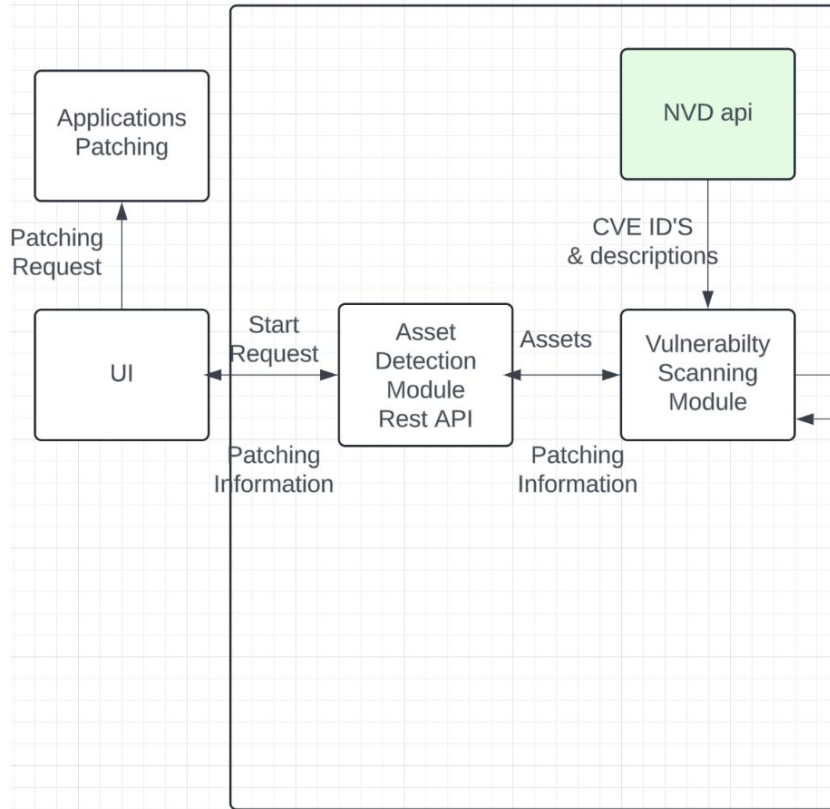 Applications
Patching
NVD api
Patching
Request
CVE ID'S
& descriptions
UI
Start
Request
Asset
Detection
Module
Rest API
Assets
Vulnerabilty
Scanning
Module
Patching
Information
Patching
Information